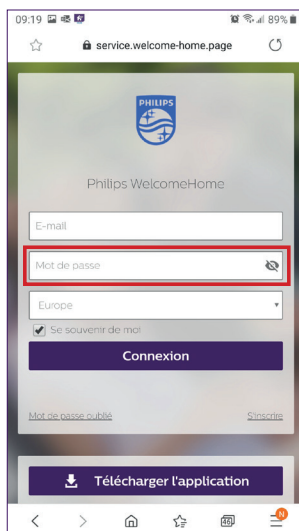 09:19 89%
service.welcome-home.page
PHILIPS
Philips WelcomeHome
E-mail
Mot de passe
Europe
Se souvenir de moi
Connexion
Mot de passe oublié S'inscrire
Télécharger l'application
46 N